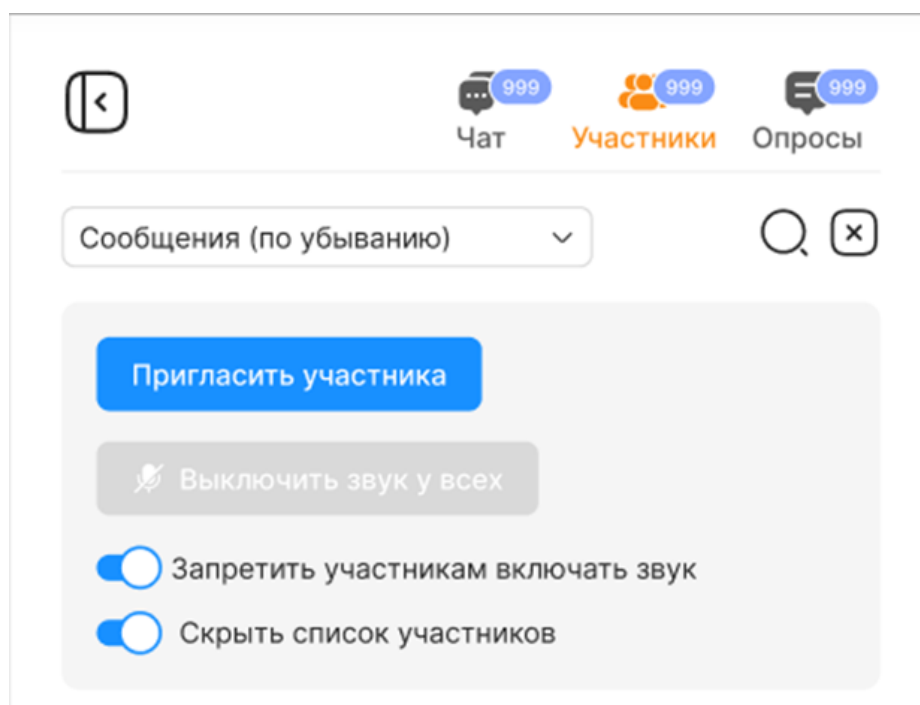 999 999 999
Чат Участники Опросы
Сообщения (по убыванию)
Пригласить участника
Выключить звук у всех
Запретить участникам включать звук
Скрыть список участников